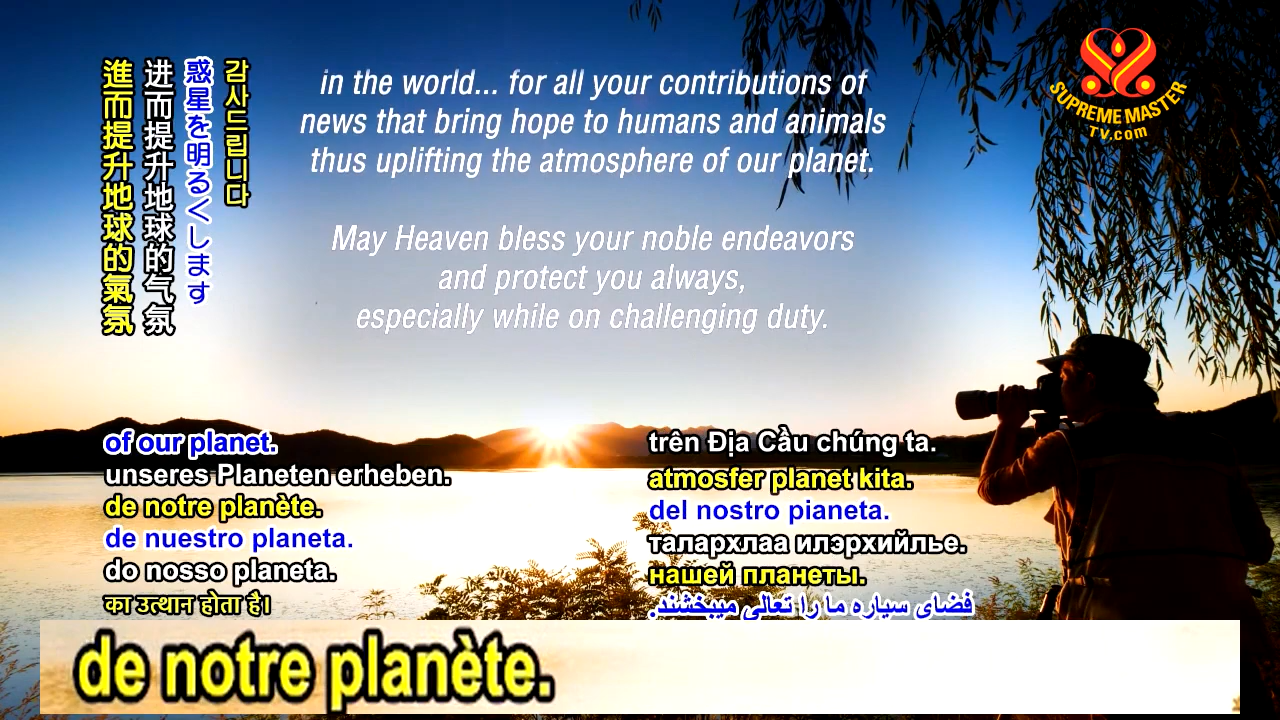 進而提升地球的氣氛
进而提升地球的气氛
惑星を明るくします
감사드립니다
in the world... for all your contributions of
news that bring hope to humans and animals
thus uplifting the atmosphere of our planet.
May Heaven bless your noble endeavors
and protect you always,
especially while on challenging duty.
SUPREME MASTER
TV.com
of our planet.
unseres Planeten erheben.
de notre planète.
de nuestro planeta.
do nosso planeta.
का उत्थान होता है।
trên Địa Cầu chúng ta.
atmosfer planet kita.
del nostro pianeta.
талархлаа илэрхийлье.
нашей планеты.
فضای سیاره ما را تعالی میبخشند.
de notre planète.